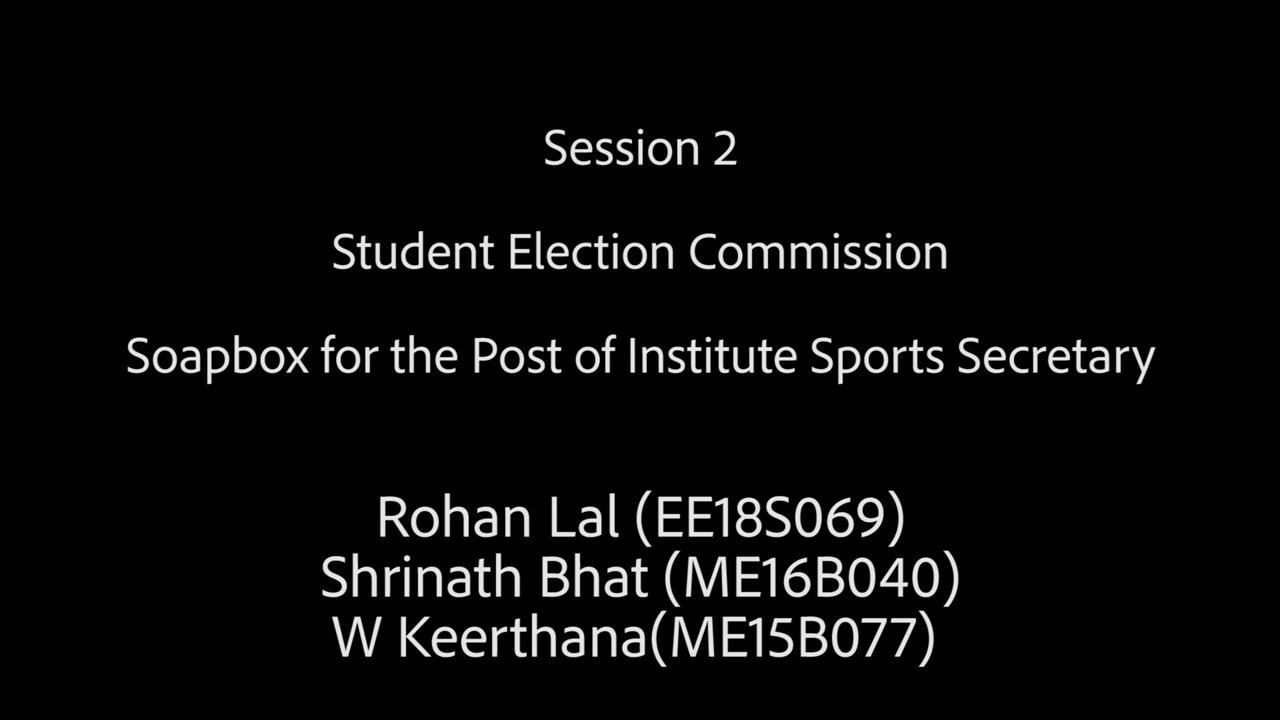 Session 2
Student Election Commission
Soapbox for the Post of Institute Sports Secretary
Rohan Lal (EE18S069)
Shrinath Bhat (ME16B040)
W Keerthana(ME15B077)